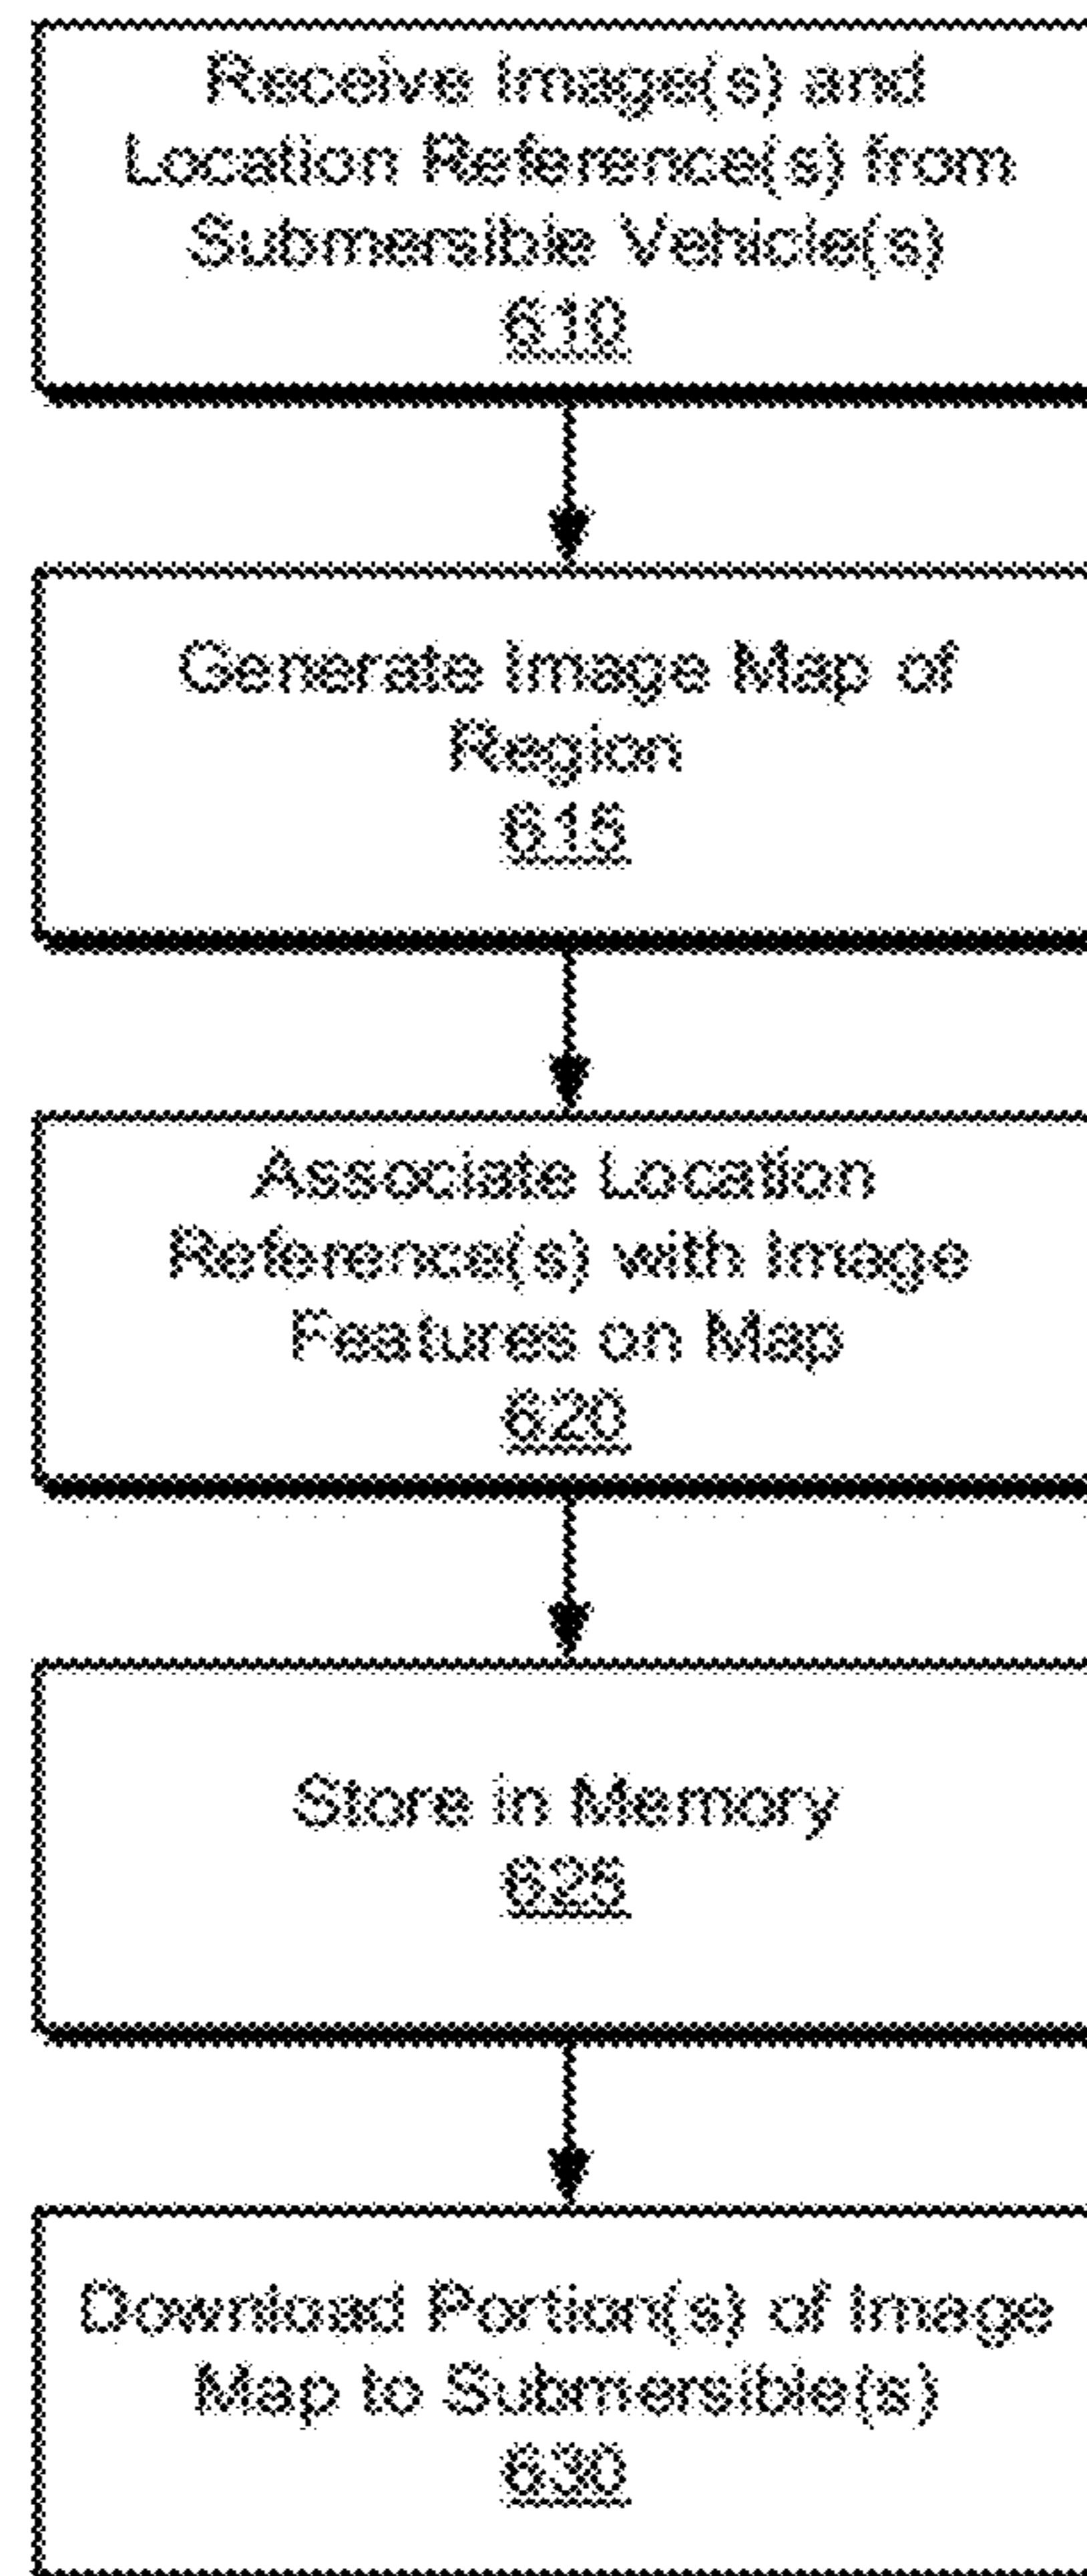 Receive Image(s) and
Location Reference(s) from
Submersible Vehicle(s)
610
Generate Image Map of
Region
615
Associate Location
Reference(s) with Image
Features on Map
620
Store in Memory
625
Download Portion(s) of Image
Map to Submersible(s)
630